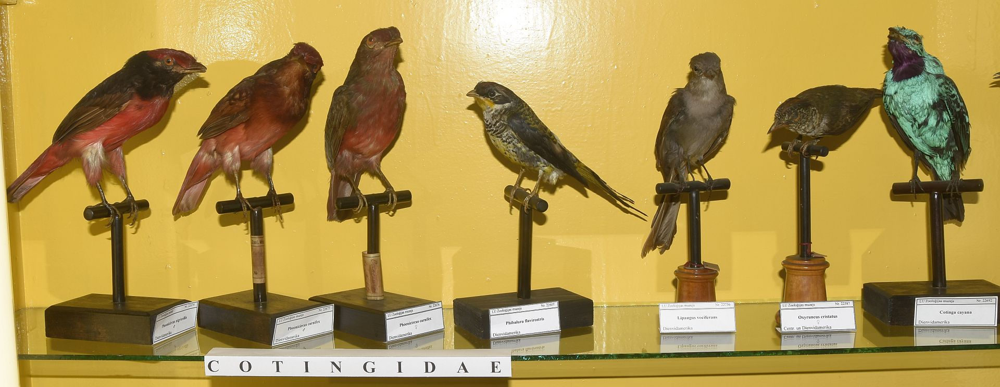 Zool. Mu
№
LU Zooloģijas muzejs Nr. 22674
Phoenicircus nigricollis
♂
Dienvidamerika
LU Zooloģijas muzejs Nr. 22677
Phoenicircus carnifex
♂
Dienvidamerika
LU Zooloģijas muzejs Nr. 22676
Phoenicircus carnifex
♀
Dienvidamerika
LU Zooloģijas muzejs Nr. 22607
Phibalura flavirostris
Dienvidamerika
LU Zooloģijas muzejs Nr. 22756
Lipaugus vociferans
Dienvidamerika
LU Zooloģijas muzejs Nr. 22587
Oxyruncus cristatus
♀
Centr. un Dienvidamerika
LU Zooloģijas muzejs Nr. 22692
Cotinga cayana
Dienvidamerika
COTINGIDAE